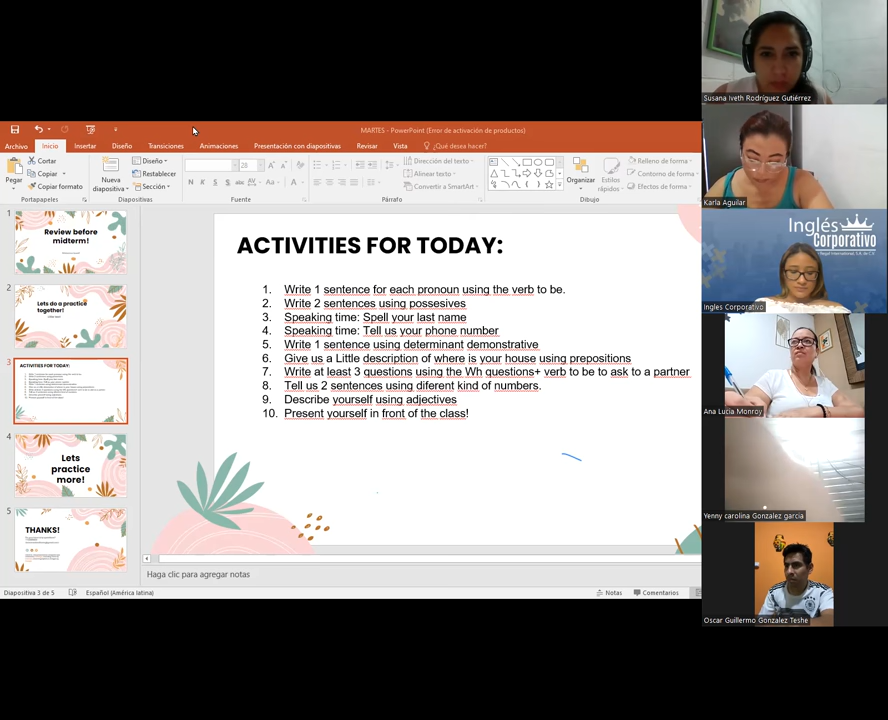 MARTES - PowerPoint (Error de activación de productos)
Archivo Inicio Insertar Diseño Transiciones Animaciones Presentación con diapositivas Revisar Vista ¿Qué desea hacer?
Pegar
Cortar
Copiar
Copiar formato
Portapapeles
Nueva diapositiva
Diseño
Restablecer
Sección
Diapositivas
28
Fuente
Dirección del texto
Alinear texto
Convertir a SmartArt
Párrafo
Organizar
Estilos rápidos
Relleno de forma
Contorno de forma
Efectos de forma
Dibujo
1
Review before
midterm!
2
Lets do a practice
together!
3
ACTIVITIES FOR TODAY:
4
Lets
practice
more!
5
THANKS!
ACTIVITIES FOR TODAY:
1. Write 1 sentence for each pronoun using the verb to be.
2. Write 2 sentences using possesives
3. Speaking time: Spell your last name
4. Speaking time: Tell us your phone number
5. Write 1 sentence using determinant demonstrative
6. Give us a Little description of where is your house using prepositions
7. Write at least 3 questions using the Wh questions+ verb to be to ask to a partner
8. Tell us 2 sentences using diferent kind of numbers.
9. Describe yourself using adjectives
10. Present yourself in front of the class!
Haga clic para agregar notas
Diapositiva 3 de 5 Español (América latina) Notas Comentarios
Susana Iveth Rodríguez Gutiérrez
Karla Aguilar
Inglés
Corporativo
Ingles Corporativo
Ana Lucia Monroy
Yenny carolina Gonzalez garcia
Oscar Guillermo Gonzalez Teshe